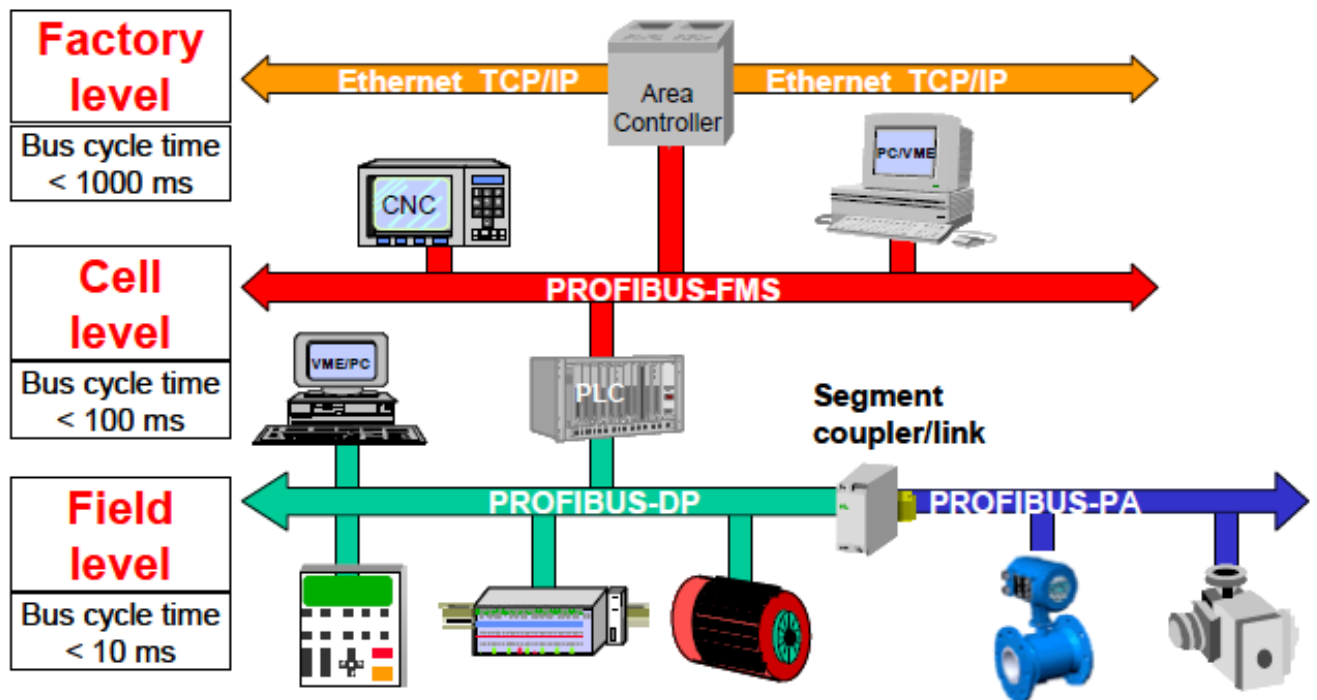 Factory
level
Bus cycle time
< 1000 ms
Ethernet TCP/IP
Area
Controller
Ethernet TCP/IP
CNC
PC/VME
Cell
level
Bus cycle time
< 100 ms
PROFIBUS-FMS
VME/PC
PLC
Segment
coupler/link
Field
level
Bus cycle time
< 10 ms
PROFIBUS-DP
PROFIBUS-PA